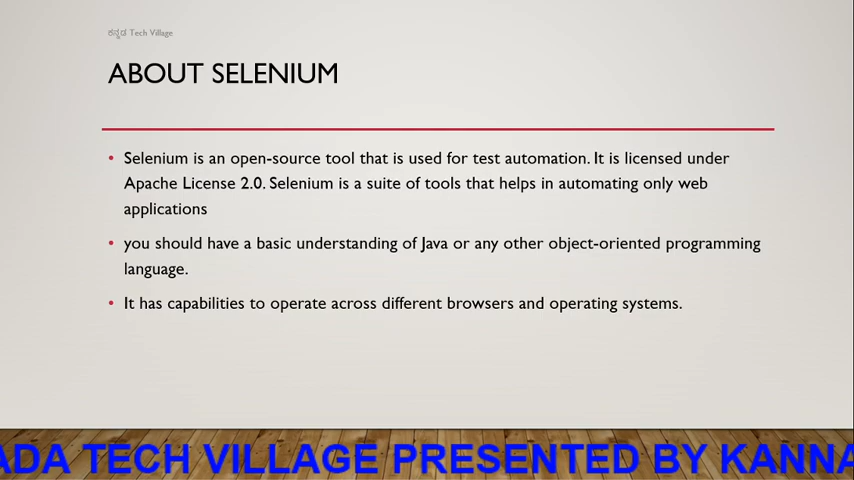 ಕನ್ನಡ Tech Village
ABOUT SELENIUM
• Selenium is an open-source tool that is used for test automation. It is licensed under
Apache License 2.0. Selenium is a suite of tools that helps in automating only web
applications
• you should have a basic understanding of Java or any other object-oriented programming
language.
• It has capabilities to operate across different browsers and operating systems.
ADA TECH VILLAGE PRESENTED BY KANNA